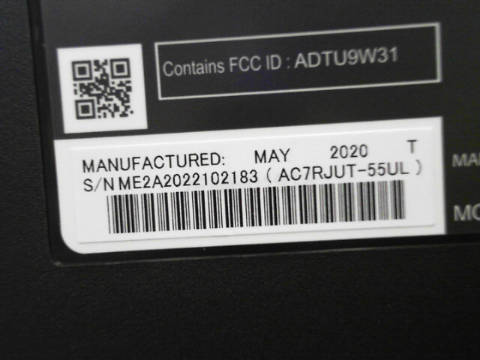 Contains FCC ID : ADTU9W31
MANUFACTURED: MAY 2020 T
S/N ME2A2022102183 ( AC7RJUT-55UL )